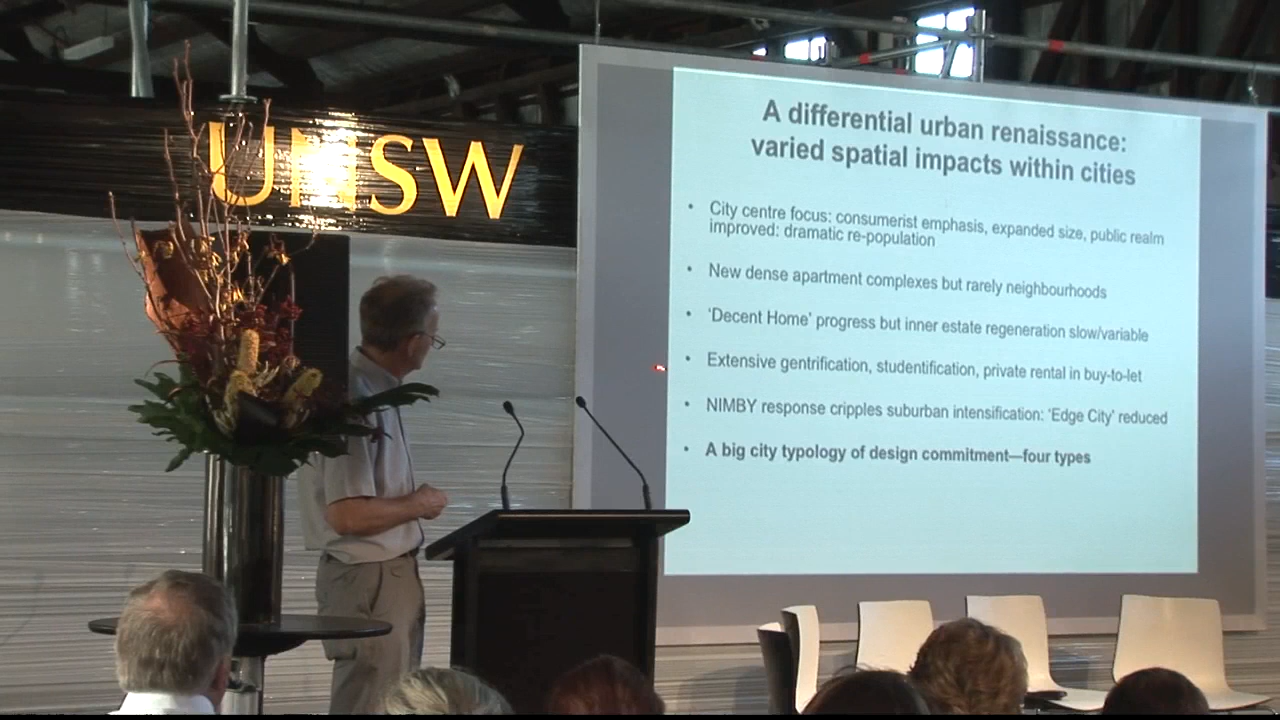 UNSW
A differential urban renaissance:
varied spatial impacts within cities
• City centre focus: consumerist emphasis, expanded size, public realm
improved: dramatic re-population
• New dense apartment complexes but rarely neighbourhoods
• ‘Decent Home’ progress but inner estate regeneration slow/variable
• Extensive gentrification, studentification, private rental in buy-to-let
• NIMBY response cripples suburban intensification: ‘Edge City’ reduced
• A big city typology of design commitment—four types